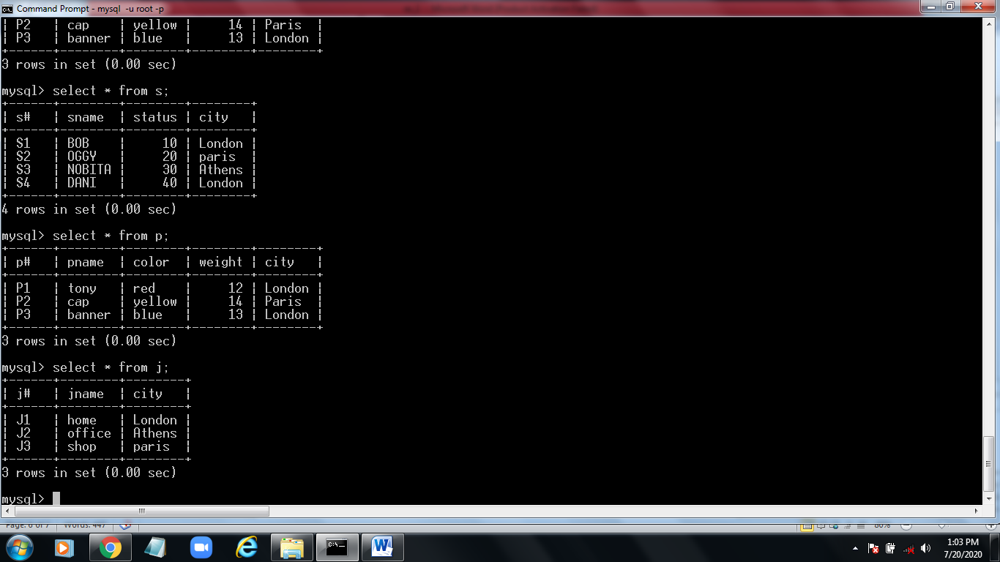 Command Prompt - mysql -u root -p
| P2 | cap | yellow | 14 | Paris |
| P3 | banner | blue | 13 | London |
+------+--------+--------+--------+--------+
3 rows in set (0.00 sec)
mysql> select * from s;
+------+--------+--------+--------+
| s# | sname | status | city |
+------+--------+--------+--------+
| S1 | BOB | 10 | London |
| S2 | OGGY | 20 | paris |
| S3 | NOBITA | 30 | Athens |
| S4 | DANI | 40 | London |
+------+--------+--------+--------+
4 rows in set (0.00 sec)
mysql> select * from p;
+------+--------+--------+--------+--------+
| p# | pname | color | weight | city |
+------+--------+--------+--------+--------+
| P1 | tony | red | 12 | London |
| P2 | cap | yellow | 14 | Paris |
| P3 | banner | blue | 13 | London |
+------+--------+--------+--------+--------+
3 rows in set (0.00 sec)
mysql> select * from j;
+------+--------+--------+
| j# | jname | city |
+------+--------+--------+
| J1 | home | London |
| J2 | office | Athens |
| J3 | shop | paris |
+------+--------+--------+
3 rows in set (0.00 sec)
mysql>
Page: 6 of 7 Words: 447 80%
1:03 PM
7/20/2020